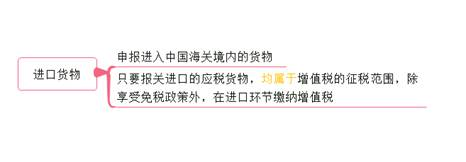 进口货物
申报进入中国海关境内的货物
只要报关进口的应税货物，均属于增值税的征税范围，除
享受免税政策外，在进口环节缴纳增值税